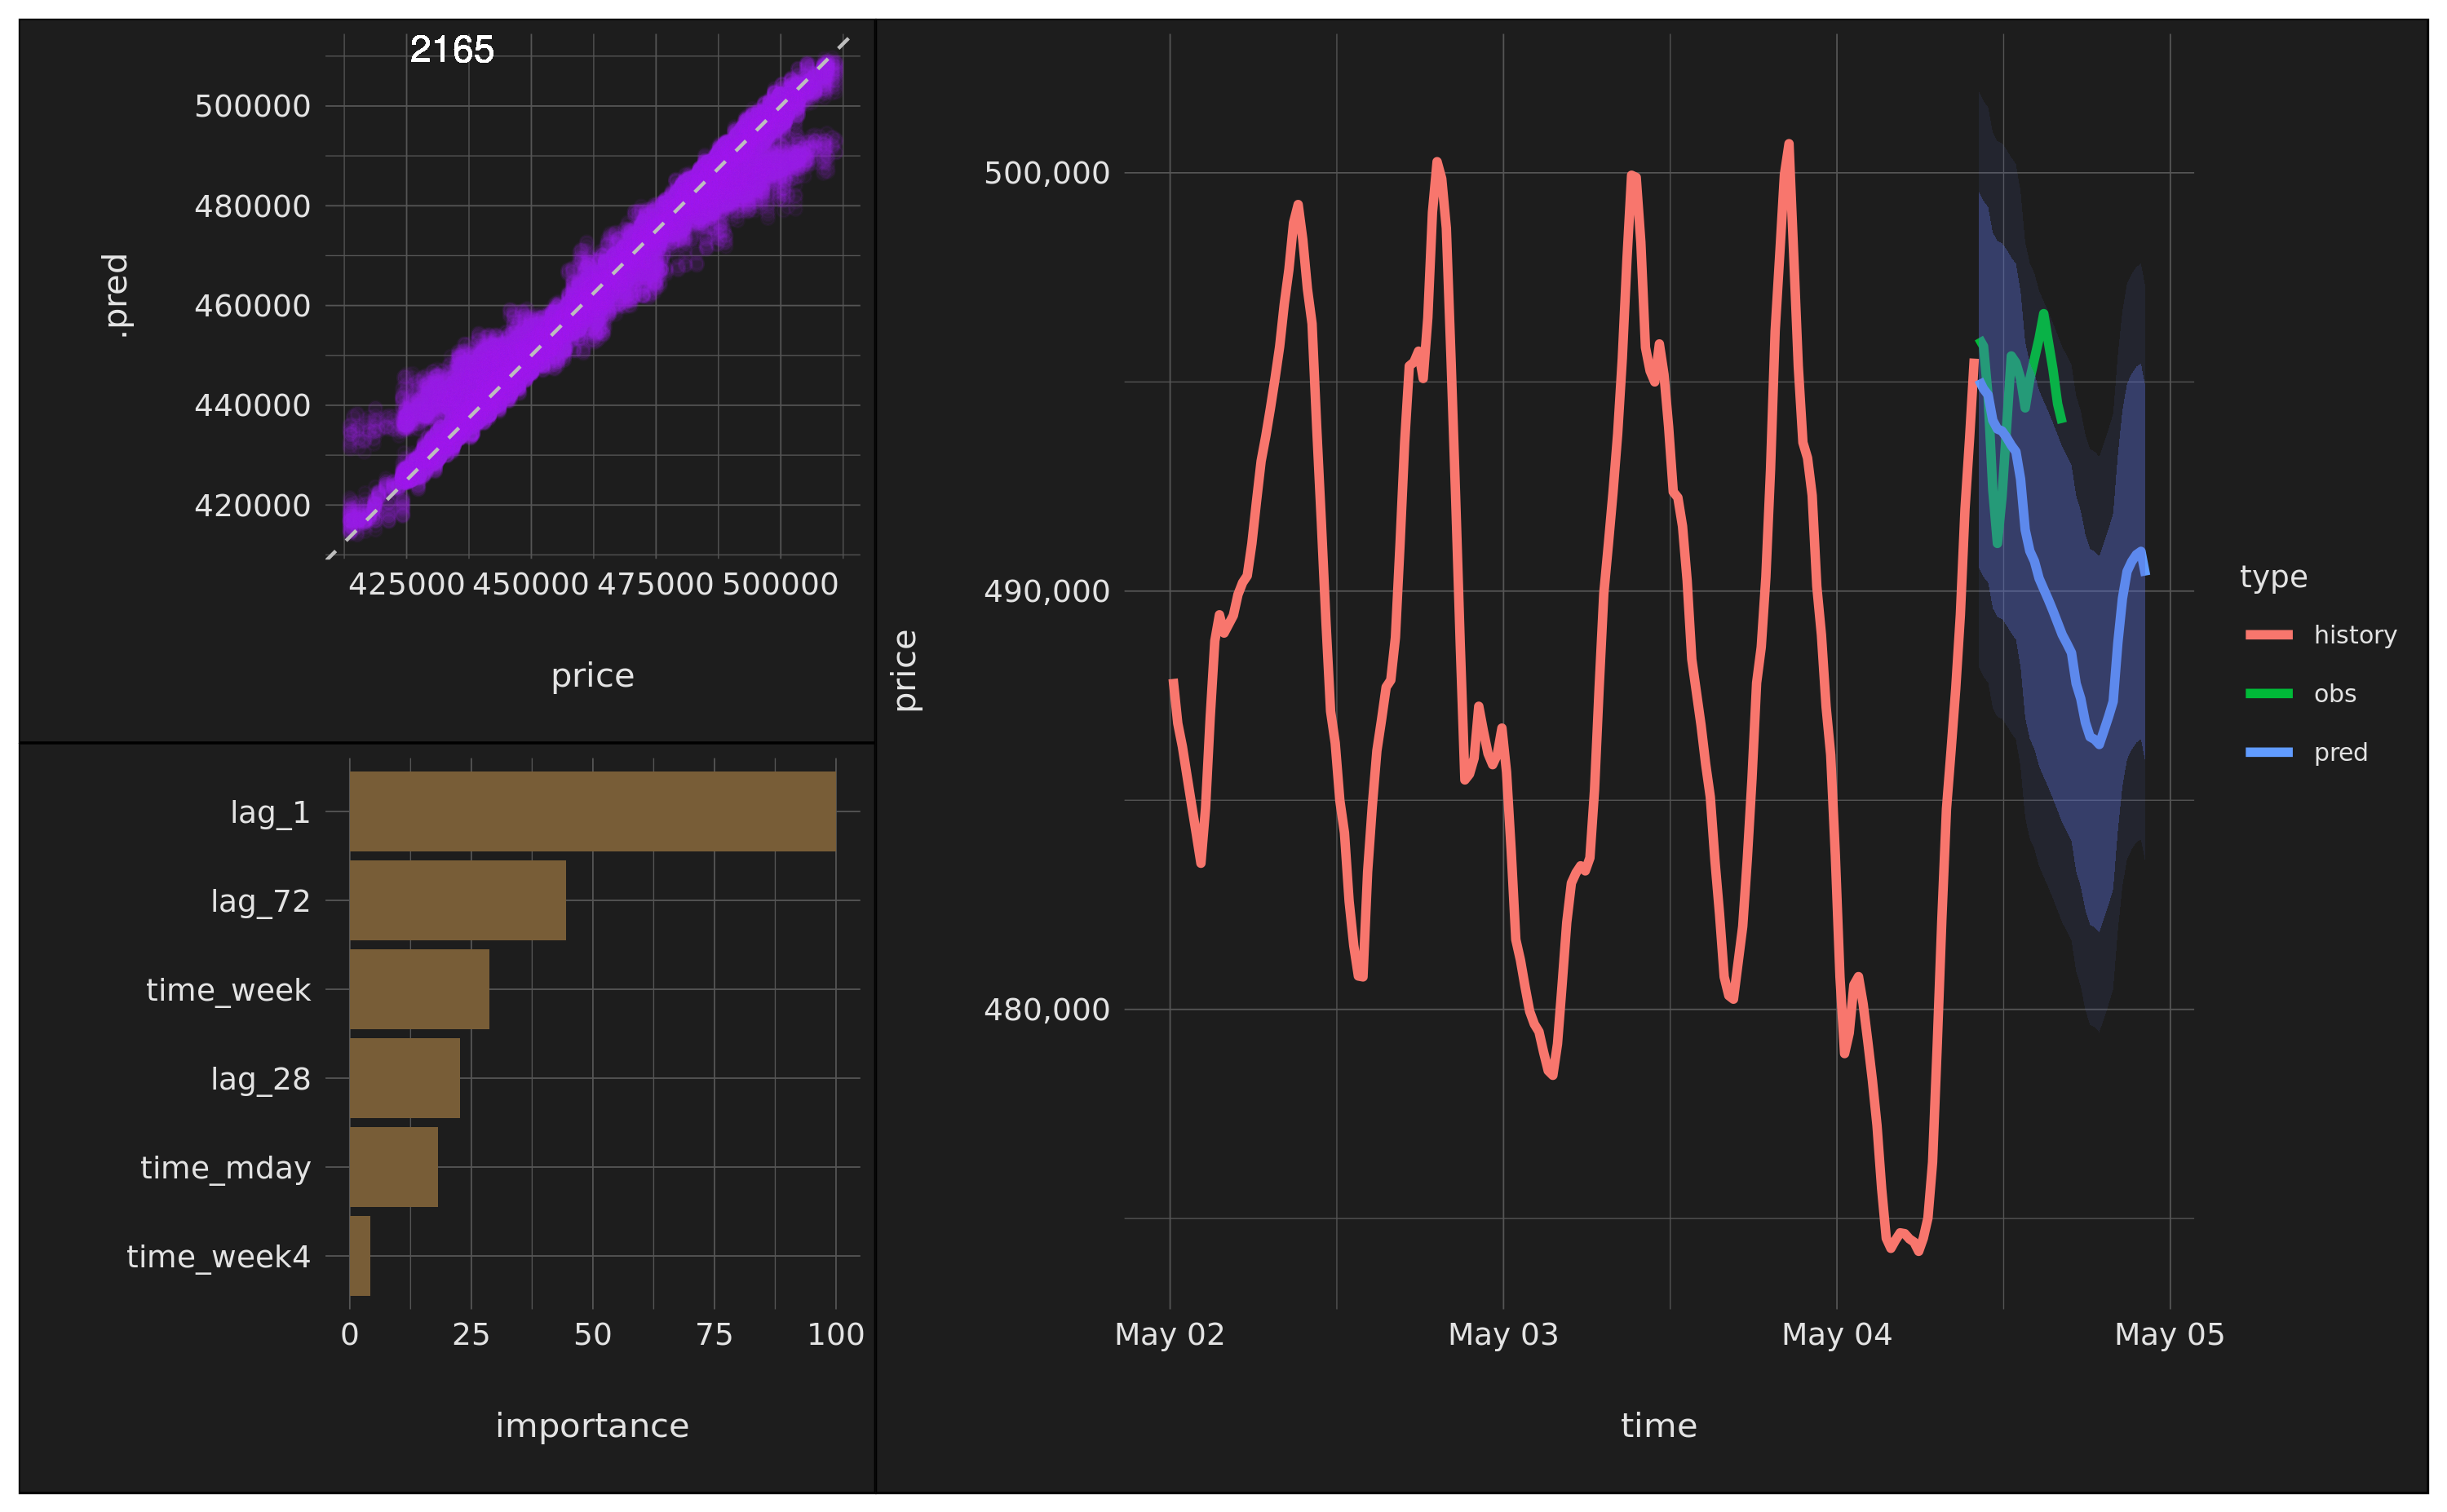 2165
500000
480000
460000
440000
420000
.pred
425000 450000 475000 500000
price
lag_1
lag_72
time_week
lag_28
time_mday
time_week4
0 25 50 75 100
importance
500,000
490,000
480,000
price
May 02 May 03 May 04 May 05
time
type
history
obs
pred